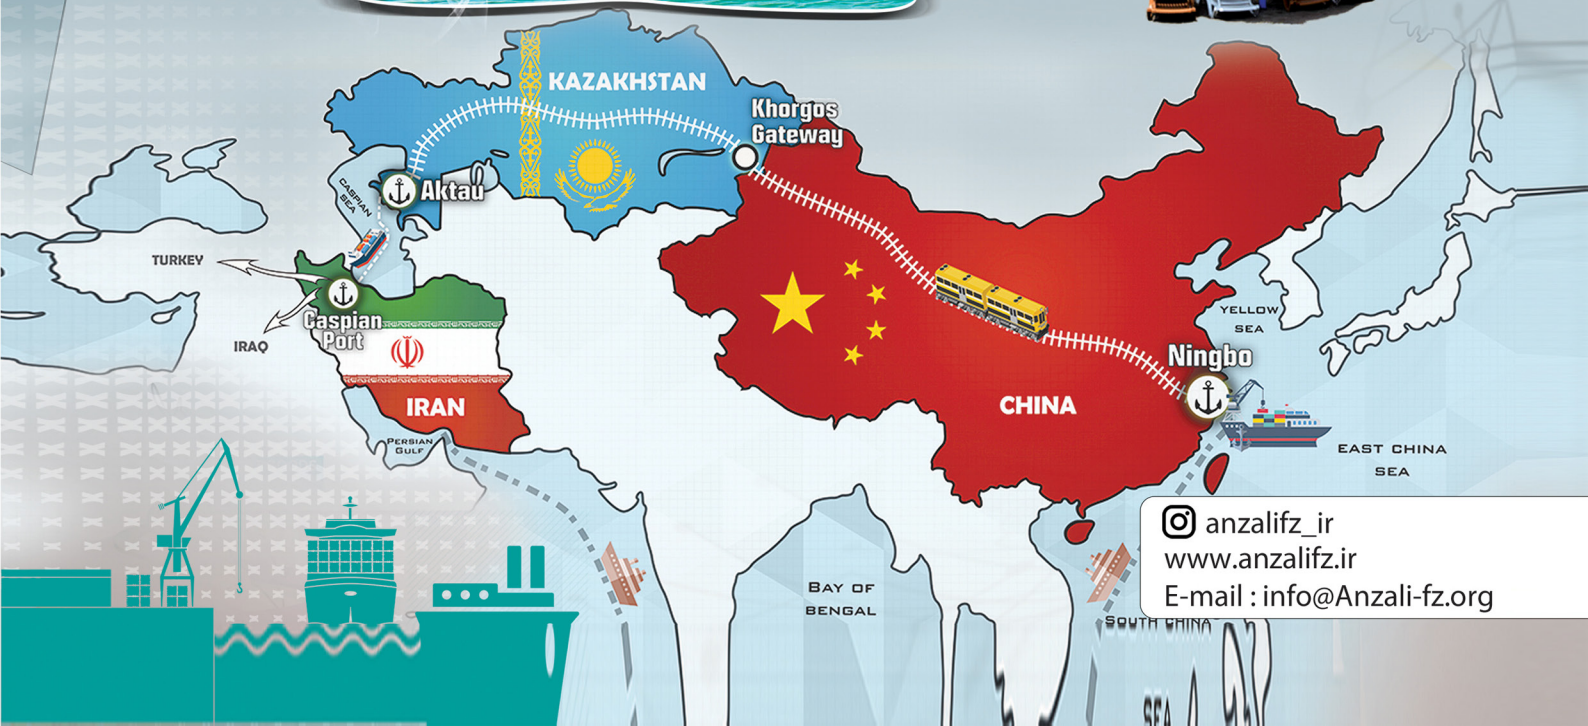 KAZAKHSTAN
Khorgos
Gateway
CASPIAN
SEA
Aktau
TURKEY
Caspian
Port
IRAQ
IRAN
PERSIAN
GULF
YELLOW
SEA
Ningbo
CHINA
EAST CHINA
SEA
BAY OF
BENGAL
anzalifz_ir
www.anzalifz.ir
E-mail : info@Anzali-fz.org
SOUTH CHINA
SEA